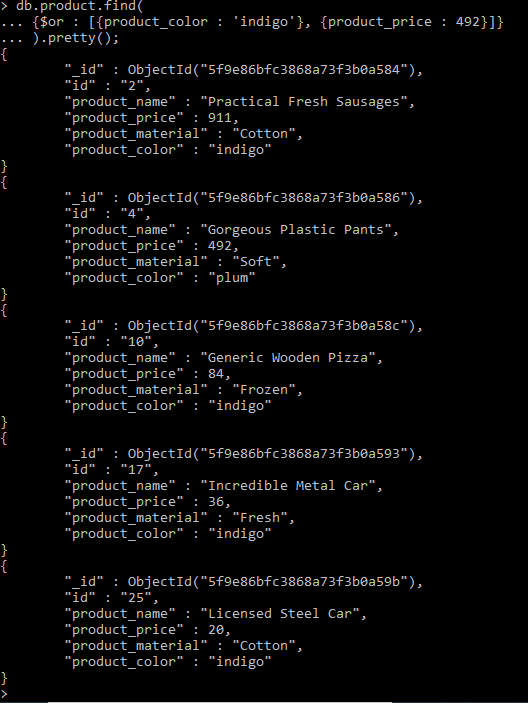 > db.product.find(
... {$or : [{product_color : 'indigo'}, {product_price : 492}]}
... ).pretty();
{
        "_id" : ObjectId("5f9e86bfc3868a73f3b0a584"),
        "id" : "2",
        "product_name" : "Practical Fresh Sausages",
        "product_price" : 911,
        "product_material" : "Cotton",
        "product_color" : "indigo"
}
{
        "_id" : ObjectId("5f9e86bfc3868a73f3b0a586"),
        "id" : "4",
        "product_name" : "Gorgeous Plastic Pants",
        "product_price" : 492,
        "product_material" : "Soft",
        "product_color" : "plum"
}
{
        "_id" : ObjectId("5f9e86bfc3868a73f3b0a58c"),
        "id" : "10",
        "product_name" : "Generic Wooden Pizza",
        "product_price" : 84,
        "product_material" : "Frozen",
        "product_color" : "indigo"
}
{
        "_id" : ObjectId("5f9e86bfc3868a73f3b0a593"),
        "id" : "17",
        "product_name" : "Incredible Metal Car",
        "product_price" : 36,
        "product_material" : "Fresh",
        "product_color" : "indigo"
}
{
        "_id" : ObjectId("5f9e86bfc3868a73f3b0a59b"),
        "id" : "25",
        "product_name" : "Licensed Steel Car",
        "product_price" : 20,
        "product_material" : "Cotton",
        "product_color" : "indigo"
}
>